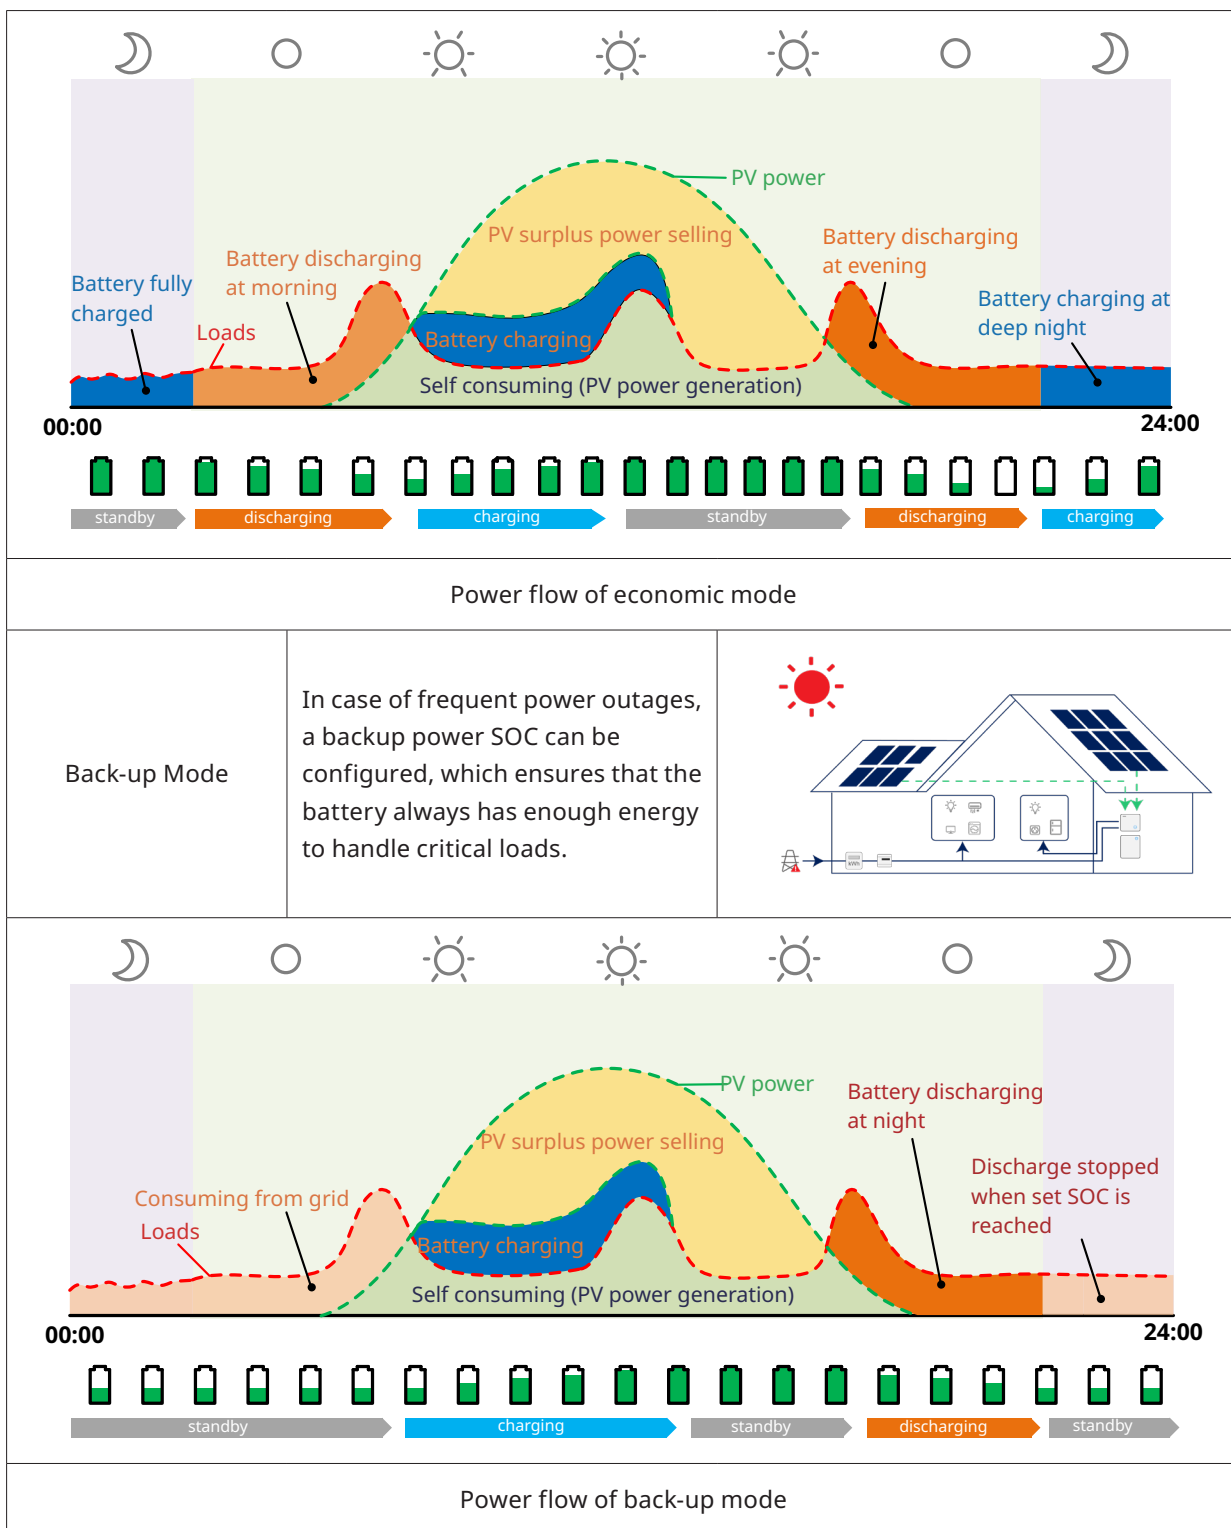 PV power
PV surplus power selling
Battery discharging
at morning
Battery discharging
at evening
Battery fully
charged
Battery charging at
deep night
Loads
Battery charging
Self consuming (PV power generation)
00:00
24:00
standby
discharging
charging
standby
discharging
charging
Power flow of economic mode
Back-up Mode
In case of frequent power outages,
a backup power SOC can be
configured, which ensures that the
battery always has enough energy
to handle critical loads.
kWh
PV power
Battery discharging
at night
PV surplus power selling
Discharge stopped
when set SOC is
reached
Consuming from grid
Loads
Battery charging
Self consuming (PV power generation)
00:00
24:00
standby
charging
standby
discharging
standby
Power flow of back-up mode